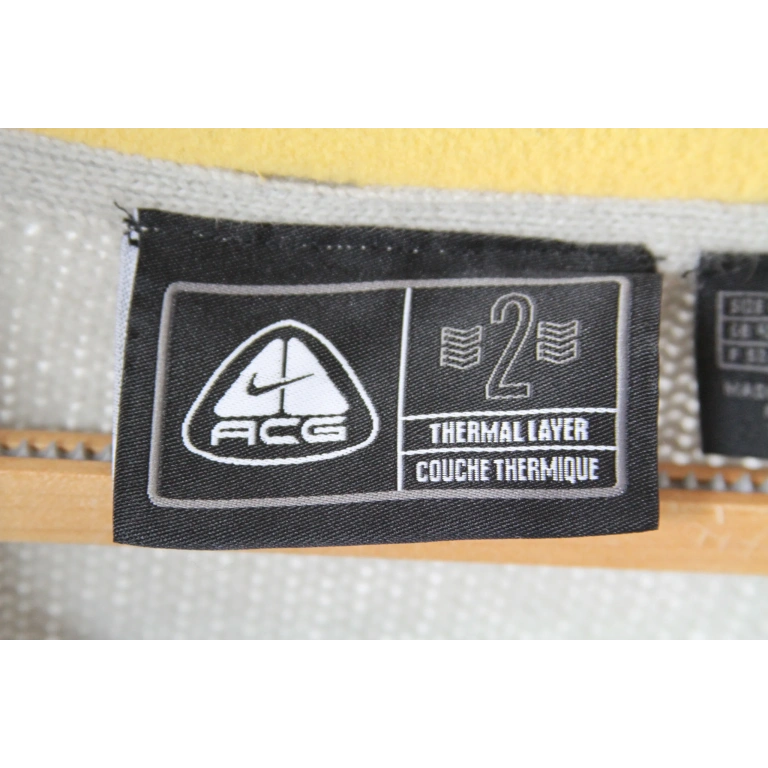 ACG
2
THERMAL LAYER
COUCHE THERMIQUE